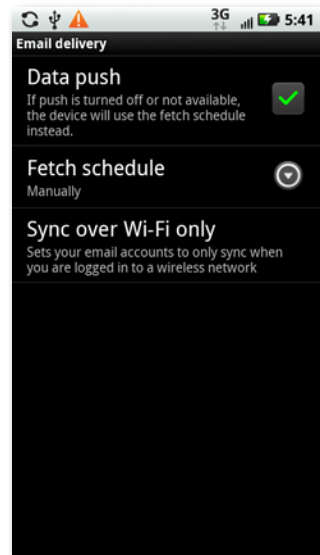 3G 5:41
Email delivery
Data push
If push is turned off or not available,
the device will use the fetch schedule
instead.
Fetch schedule
Manually
Sync over Wi-Fi only
Sets your email accounts to only sync when
you are logged in to a wireless network